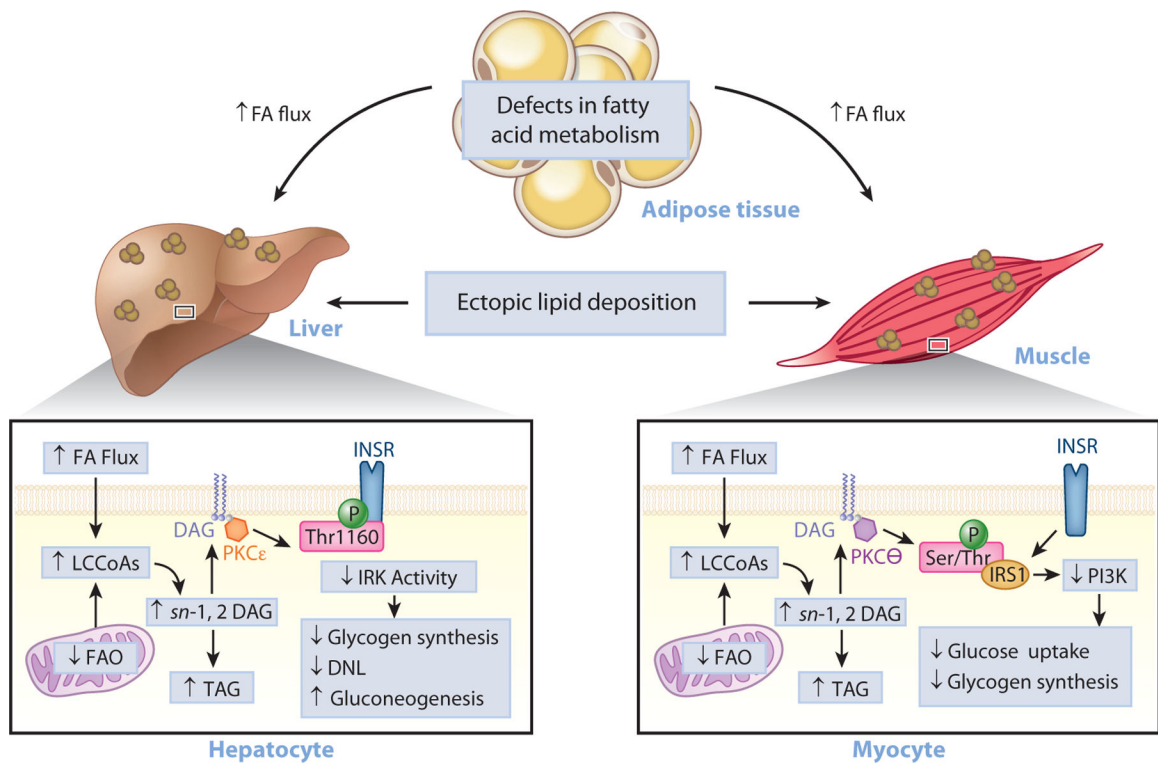 Defects in fatty
acid metabolism
↑ FA flux
↑ FA flux
Adipose tissue
Ectopic lipid deposition
Liver
Muscle
↑ FA Flux
INSR
DAG
PKCε
P
Thr1160
↑ LCCoAs
↓ IRK Activity
↑ sn-1, 2 DAG
↓ FAO
↑ TAG
↓ Glycogen synthesis
↓ DNL
↑ Gluconeogenesis
Hepatocyte
↑ FA Flux
INSR
DAG
PKCϴ
P
Ser/Thr
IRS1
↑ LCCoAs
↓ PI3K
↑ sn-1, 2 DAG
↓ FAO
↑ TAG
↓ Glucose uptake
↓ Glycogen synthesis
Myocyte